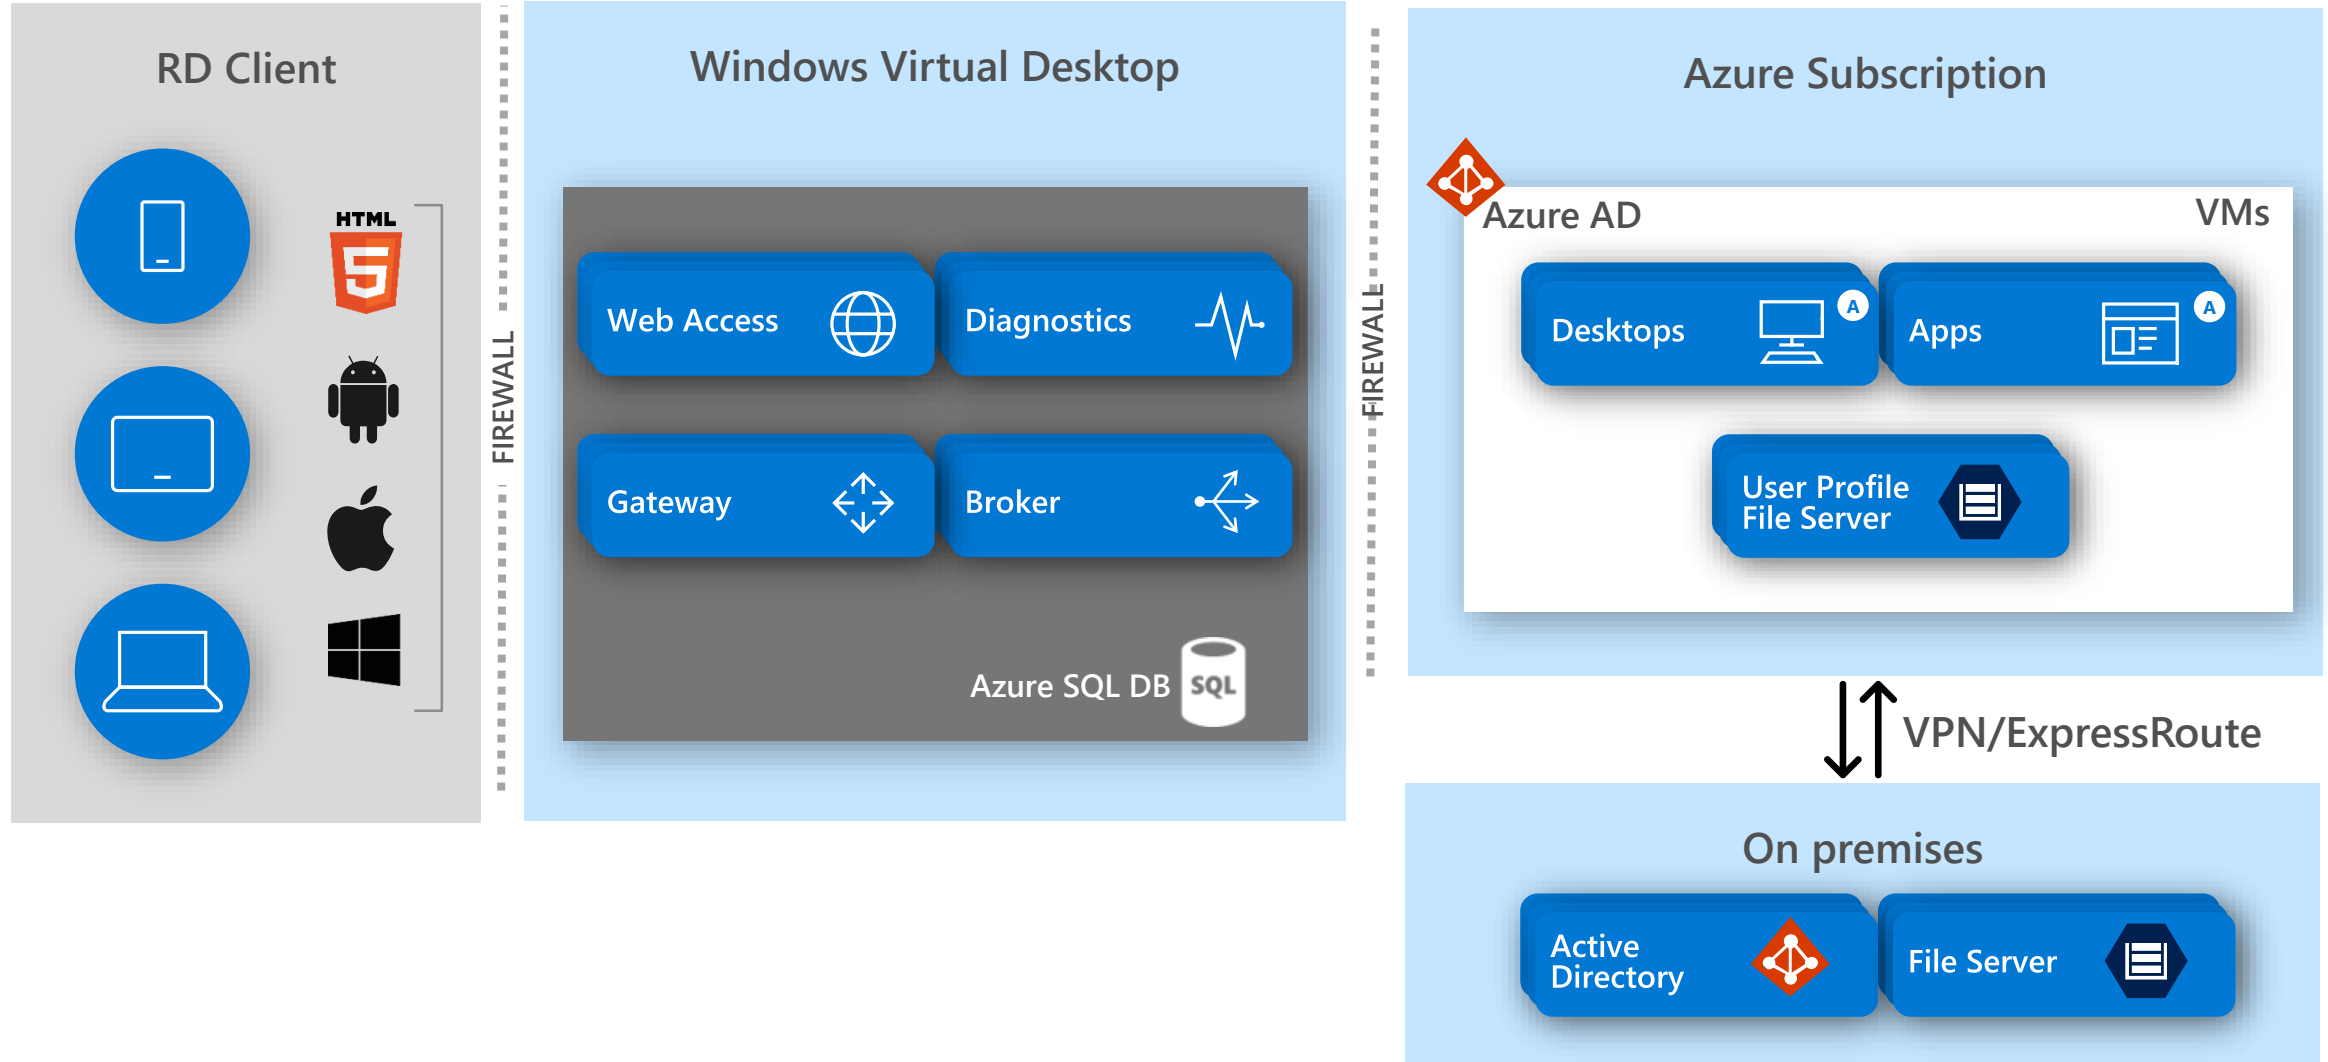 RD Client
HTML
5
FIREWALL
Windows Virtual Desktop
Web Access
Diagnostics
Gateway
Broker
Azure SQL DB
SQL
FIREWALL
Azure Subscription
Azure AD
VMs
Desktops
A
Apps
A
User Profile
File Server
VPN/ExpressRoute
On premises
Active
Directory
File Server